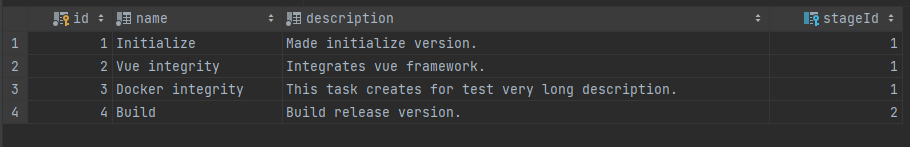 id name description stageId
1 1 Initialize Made initialize version. 1
2 2 Vue integrity Integrates vue framework. 1
3 3 Docker integrity This task creates for test very long description. 1
4 4 Build Build release version. 2